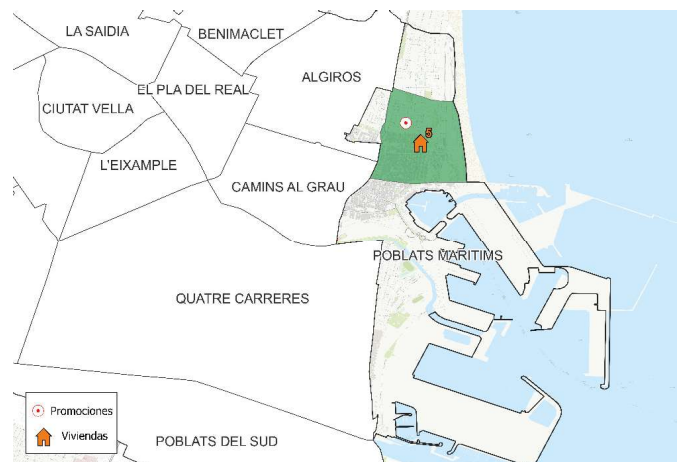 LA SAIDIA
BENIMACLET
ALGIROS
EL PLA DEL REAL
CIUTAT VELLA
5
L'EIXAMPLE
CAMINS AL GRAU
POBLATS MARITIMS
QUATRE CARRERES
Promociones
Viviendas
POBLATS DEL SUD